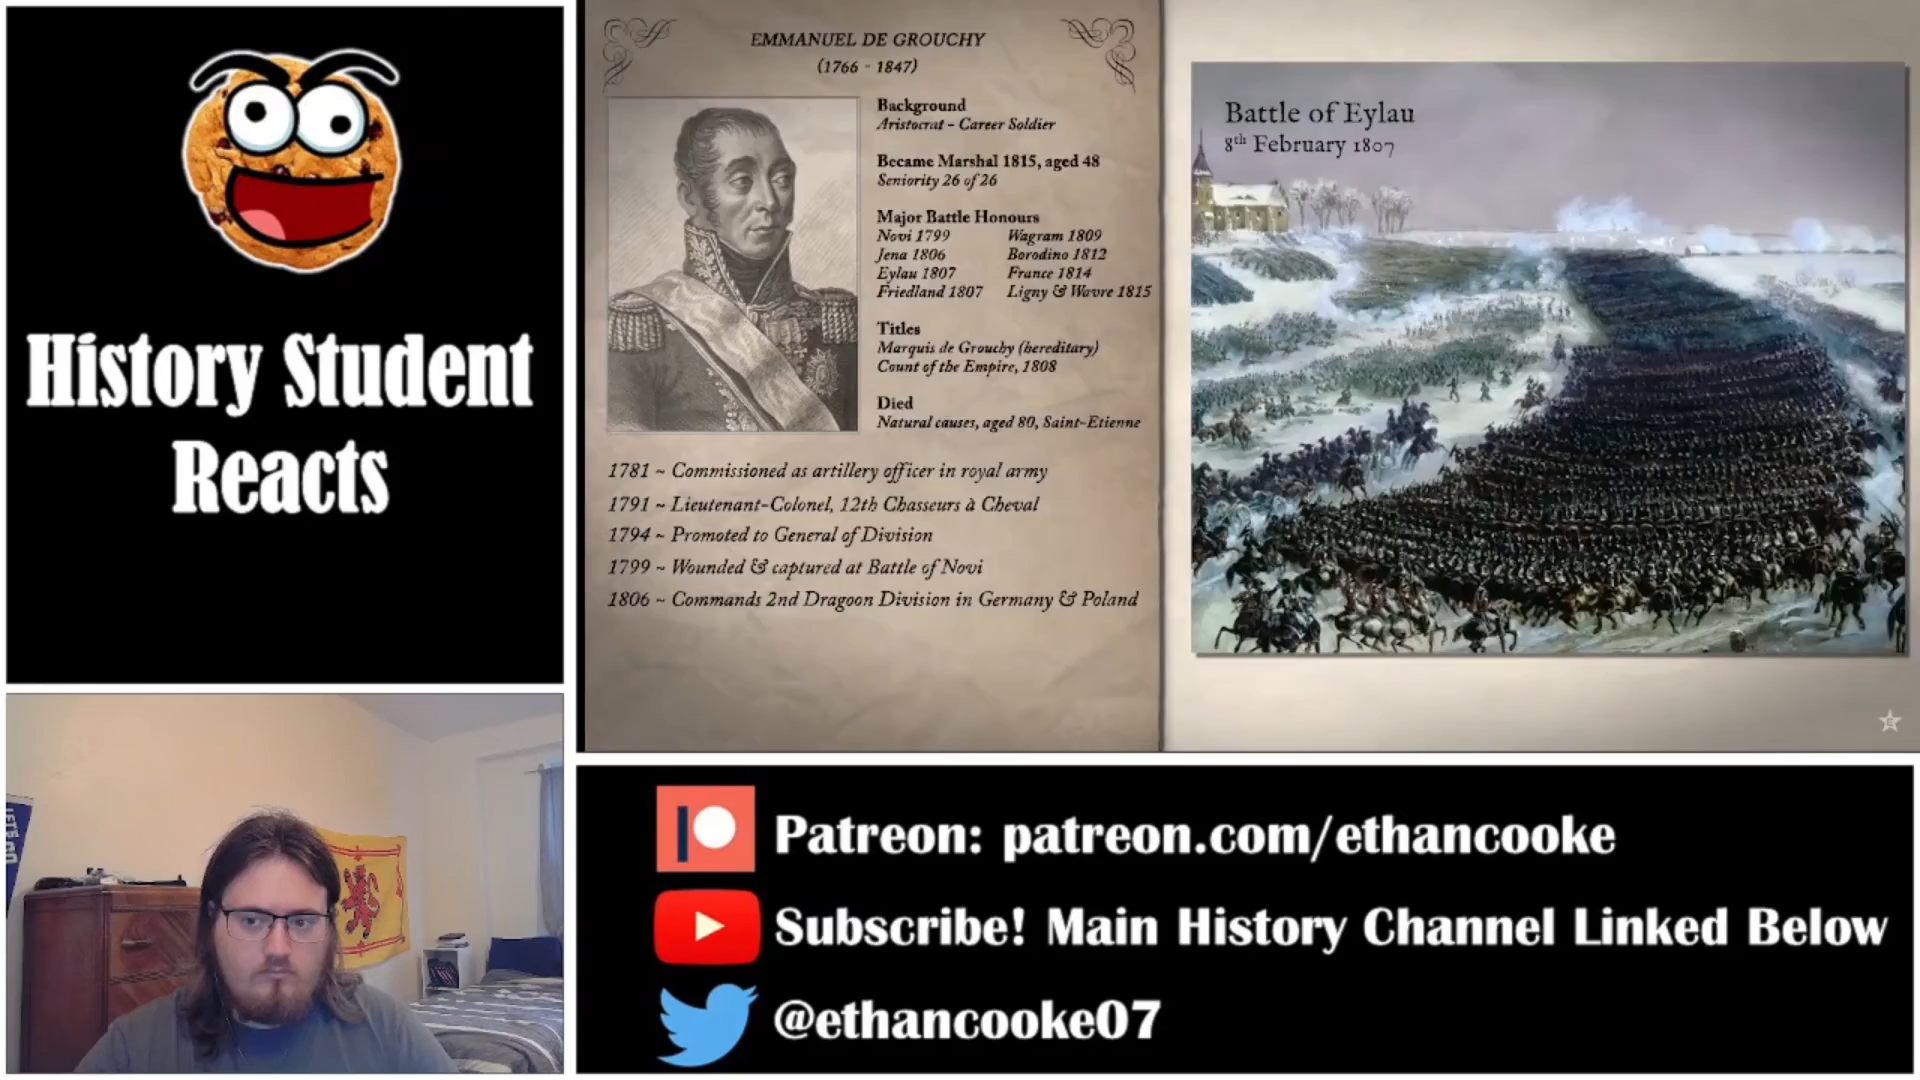 History Student
Reacts
EMMANUEL DE GROUCHY
(1766 - 1847)
Background
Aristocrat - Career Soldier
Became Marshal 1815, aged 48
Seniority 26 of 26
Major Battle Honours
Novi 1799
Wagram 1809
Jena 1806
Borodino 1812
Eylau 1807
France 1814
Friedland 1807
Ligny & Wavre 1815
Titles
Marquis de Grouchy (hereditary)
Count of the Empire, 1808
Died
Natural causes, aged 80, Saint-Etienne
1781 ~ Commissioned as artillery officer in royal army
1791 ~ Lieutenant-Colonel, 12th Chasseurs à Cheval
1794 ~ Promoted to General of Division
1799 ~ Wounded & captured at Battle of Novi
1806 ~ Commands 2nd Dragoon Division in Germany & Poland
Battle of Eylau
8th February 1807
LET'S GO
Patreon: patreon.com/ethancooke
Subscribe! Main History Channel Linked Below
@ethancooke07